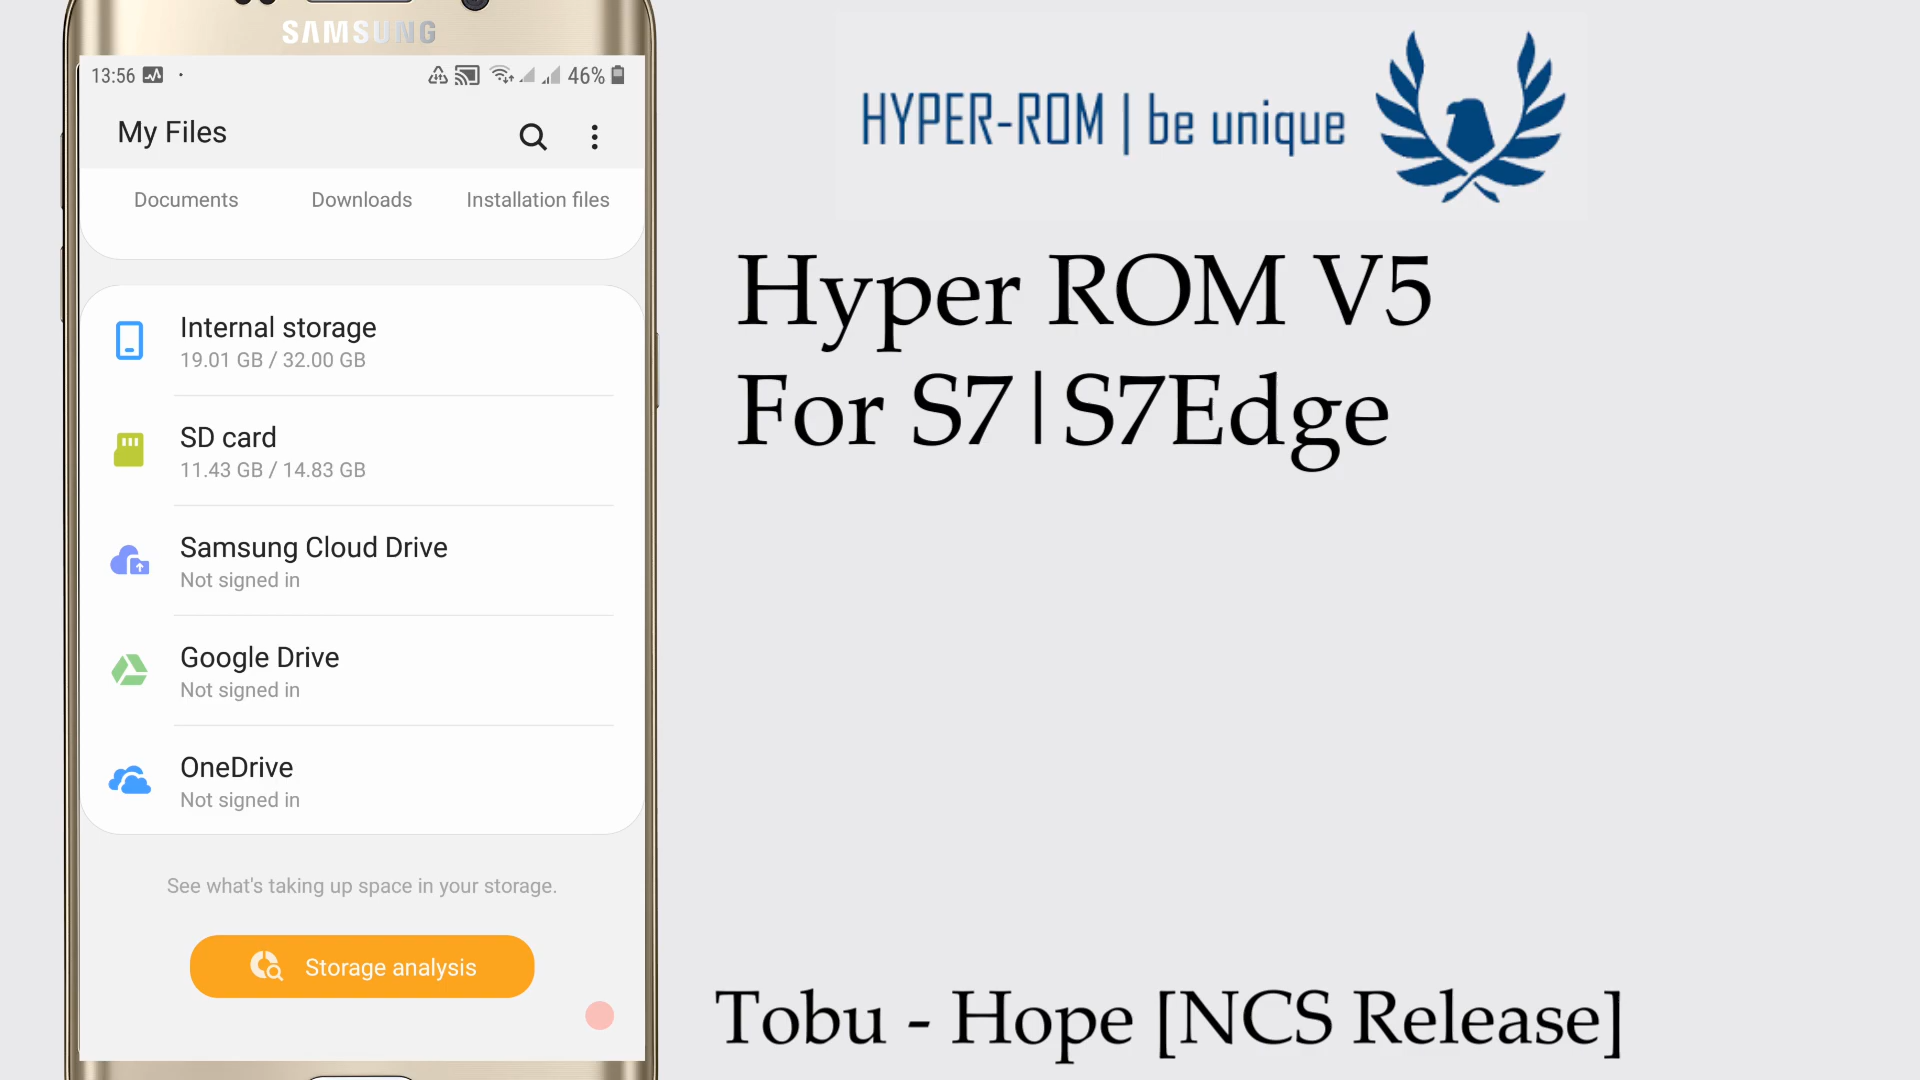 SAMSUNG
13:56
46%
My Files
Documents
Downloads
Installation files
Internal storage
19.01 GB / 32.00 GB
SD card
11.43 GB / 14.83 GB
Samsung Cloud Drive
Not signed in
Google Drive
Not signed in
OneDrive
Not signed in
See what's taking up space in your storage.
Storage analysis
HYPER-ROM | be unique
Hyper ROM V5
For S7|S7Edge
Tobu - Hope [NCS Release]